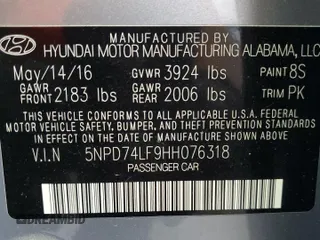 HYUNDAI MOTOR MANUFACTURING ALABAMA, LLC
May/14/16 GVWR 3924 lbs PAINT 8S
GAWR FRONT 2183 lbs GAWR REAR 2006 lbs TRIM PK
THIS VEHICLE CONFORMS TO ALL APPLICABLE U.S.A. FEDERAL
MOTOR VEHICLE SAFETY, BUMPER, AND THEFT PREVENTION
STANDARDS IN EFFECT ON THE DATE OF MANUFACTURE SHOWN ABOVE.
V.I.N 5NPD74LF9HH076318
PASSENGER CAR
DREAMBID